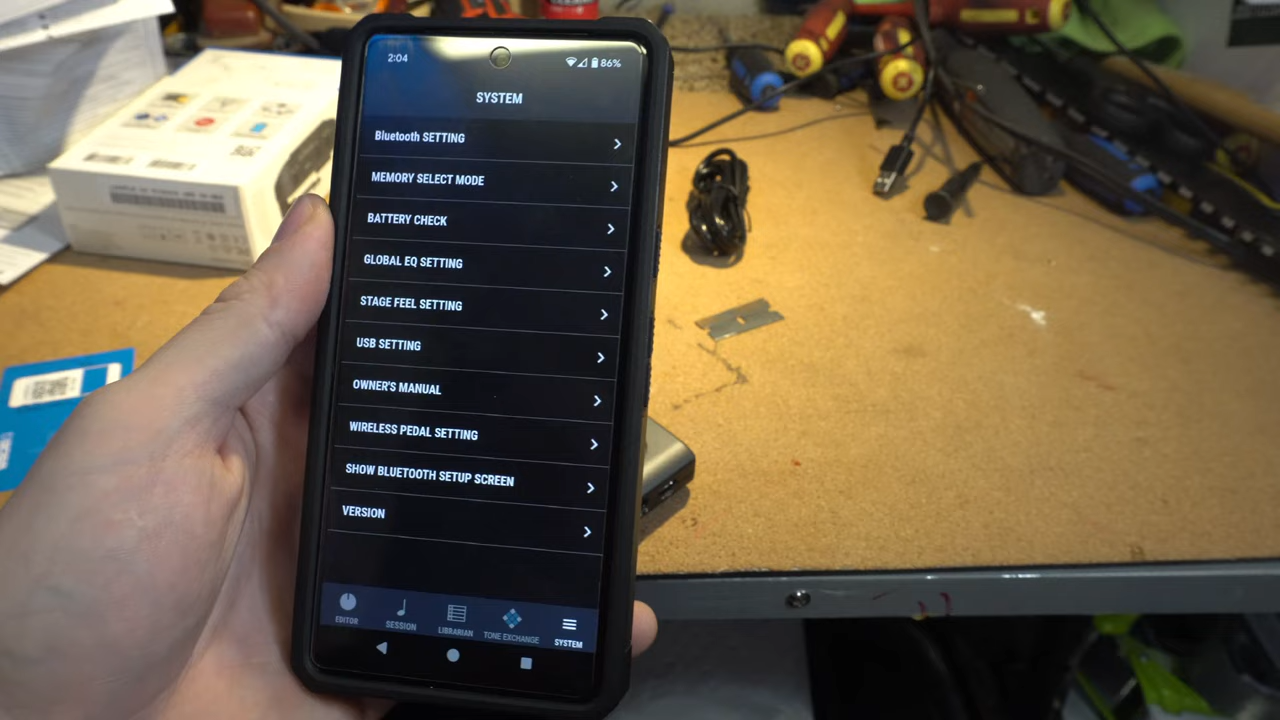 2:04
86%
SYSTEM
Bluetooth SETTING
MEMORY SELECT MODE
BATTERY CHECK
GLOBAL EQ SETTING
STAGE FEEL SETTING
USB SETTING
OWNER'S MANUAL
WIRELESS PEDAL SETTING
SHOW BLUETOOTH SETUP SCREEN
VERSION
EDITOR
SESSION
LIBRARIAN
TONE EXCHANGE
SYSTEM